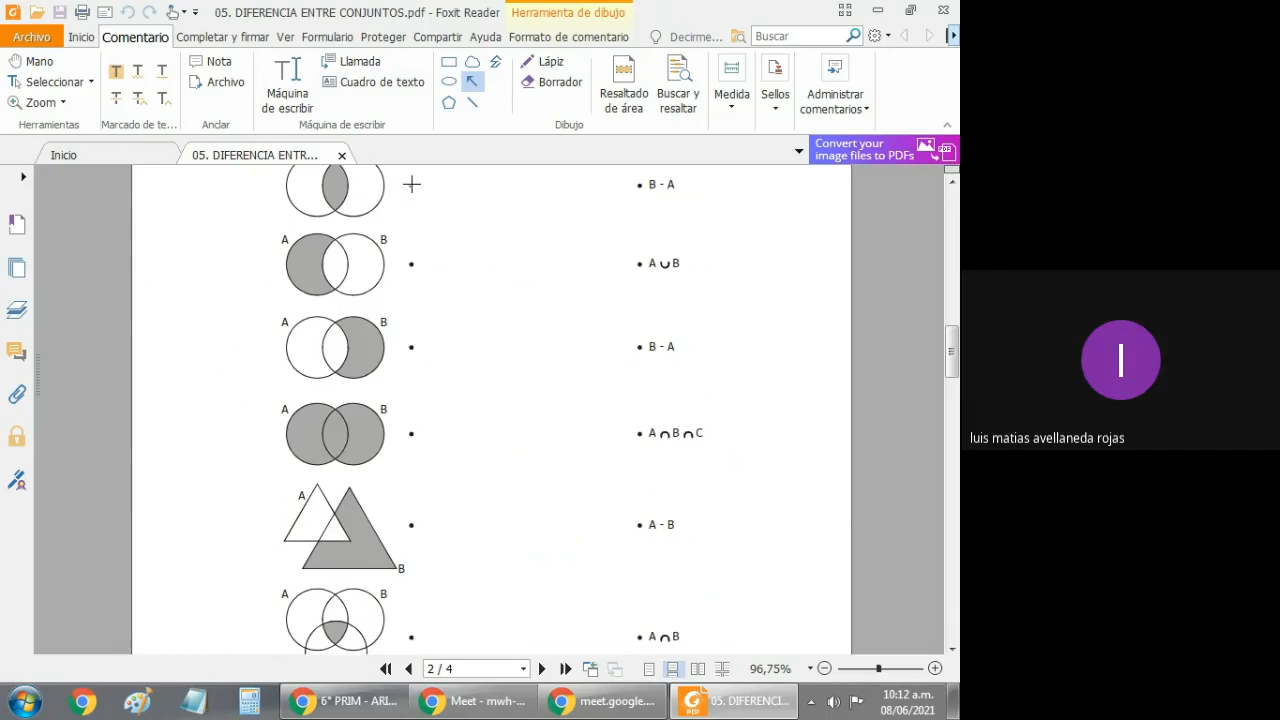 05. DIFERENCIA ENTRE CONJUNTOS.pdf - Foxit Reader
Herramienta de dibujo
Archivo Inicio Comentario Completar y firmar Ver Formulario Proteger Compartir Ayuda Formato de comentario Decirme... Buscar
Mano
Seleccionar
Zoom
Herramientas
T T T
T T T
Marcado de te...
Nota
Archivo
Anclar
Máquina
de escribir
Llamada
Cuadro de texto
Máquina de escribir
Lápiz
Borrador
Dibujo
Resaltado
de área
Buscar y
resaltar
Medida
Sellos
Administrar
comentarios
Inicio
05. DIFERENCIA ENTR...
Convert your
image files to PDFs
• B - A
A B
• • A ∪ B
A B
• • B - A
A B
• • A ∩ B ∩ C
A
• • A - B
B
A B
• • A ∩ B
2 / 4
96,75%
6° PRIM - ARI...
Meet - mwh-...
meet.google....
05. DIFERENCI...
10:12 a.m.
08/06/2021
I
luis matias avellaneda rojas